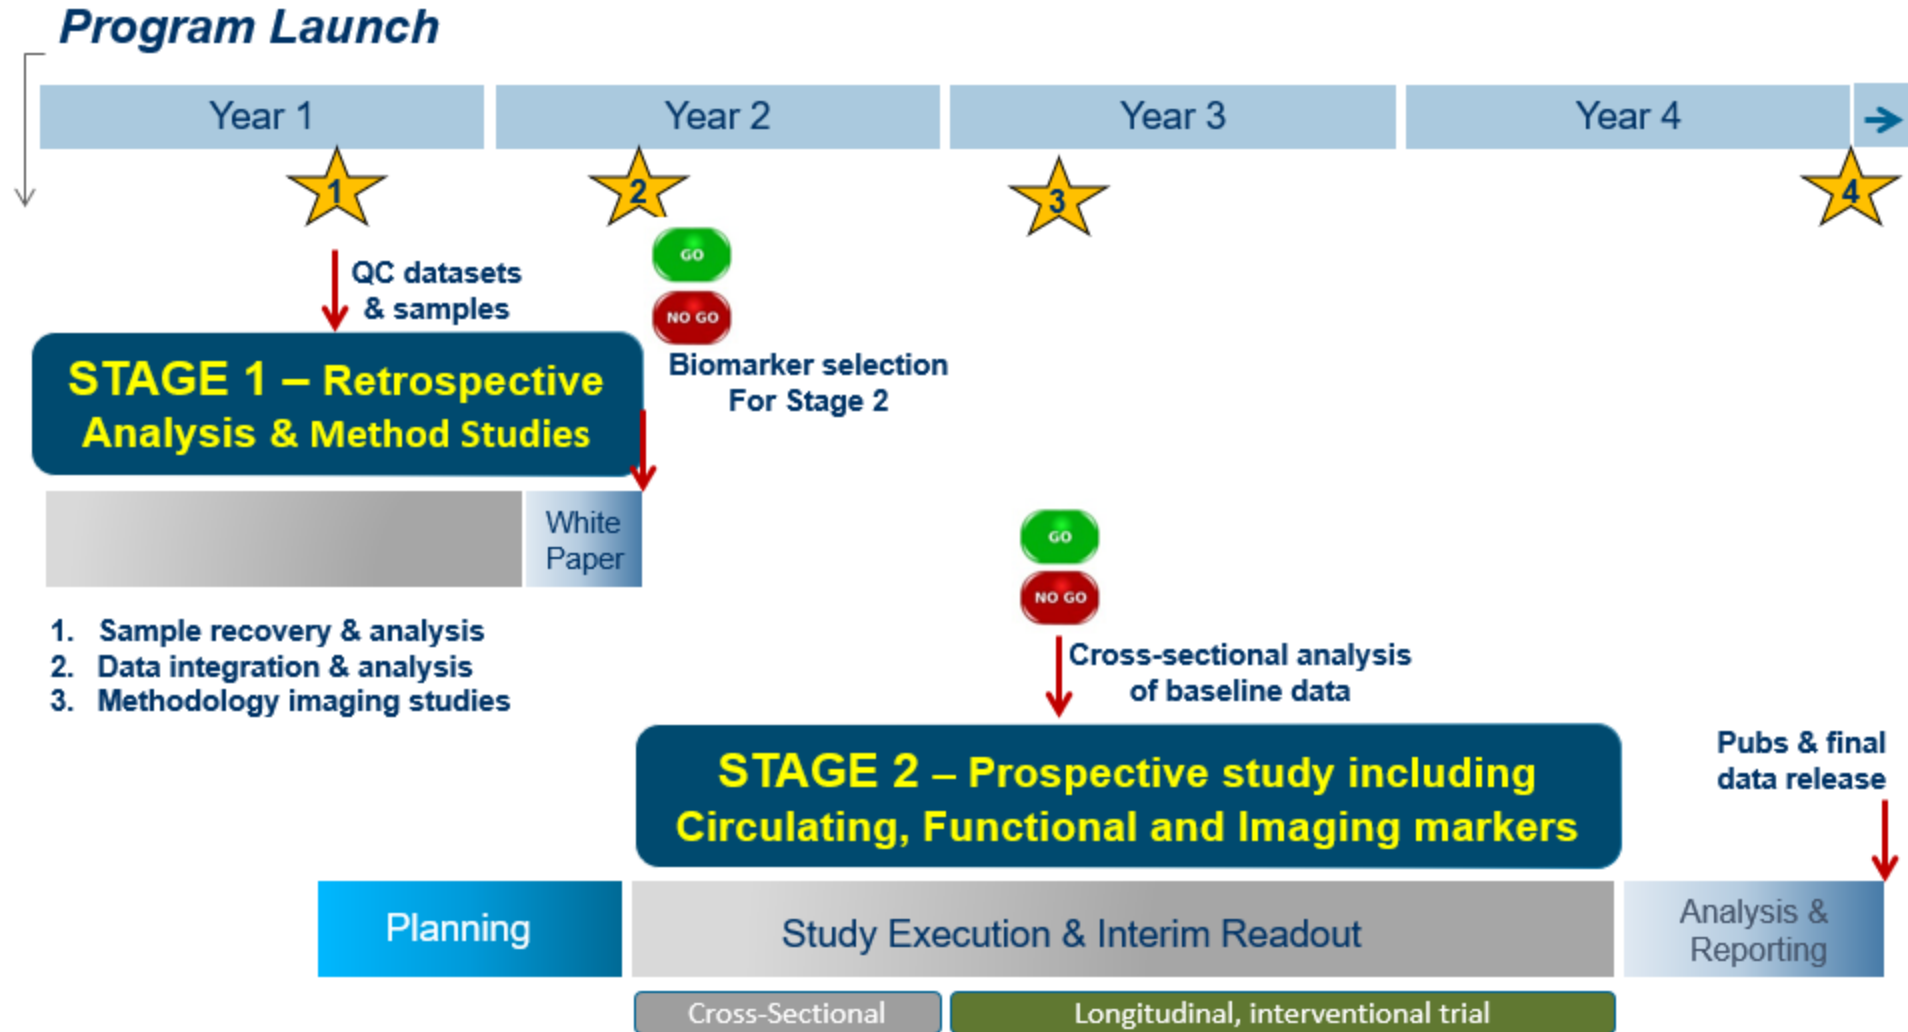 Program Launch
Year 1
Year 2
Year 3
Year 4
1
2
3
4
GO
NO GO
QC datasets
& samples
Biomarker selection
For Stage 2
STAGE 1 – Retrospective
Analysis & Method Studies
White
Paper
1. Sample recovery & analysis
2. Data integration & analysis
3. Methodology imaging studies
GO
NO GO
Cross-sectional analysis
of baseline data
STAGE 2 – Prospective study including
Circulating, Functional and Imaging markers
Pubs & final
data release
Planning
Study Execution & Interim Readout
Analysis &
Reporting
Cross-Sectional
Longitudinal, interventional trial